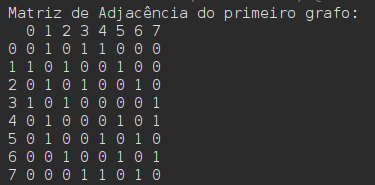 Matriz de Adjacência do primeiro grafo:
  0 1 2 3 4 5 6 7
0 0 1 0 1 1 0 0 0
1 1 0 1 0 0 1 0 0
2 0 1 0 1 0 0 1 0
3 1 0 1 0 0 0 0 1
4 0 1 0 0 0 1 0 1
5 0 1 0 0 1 0 1 0
6 0 0 1 0 0 1 0 1
7 0 0 0 1 1 0 1 0